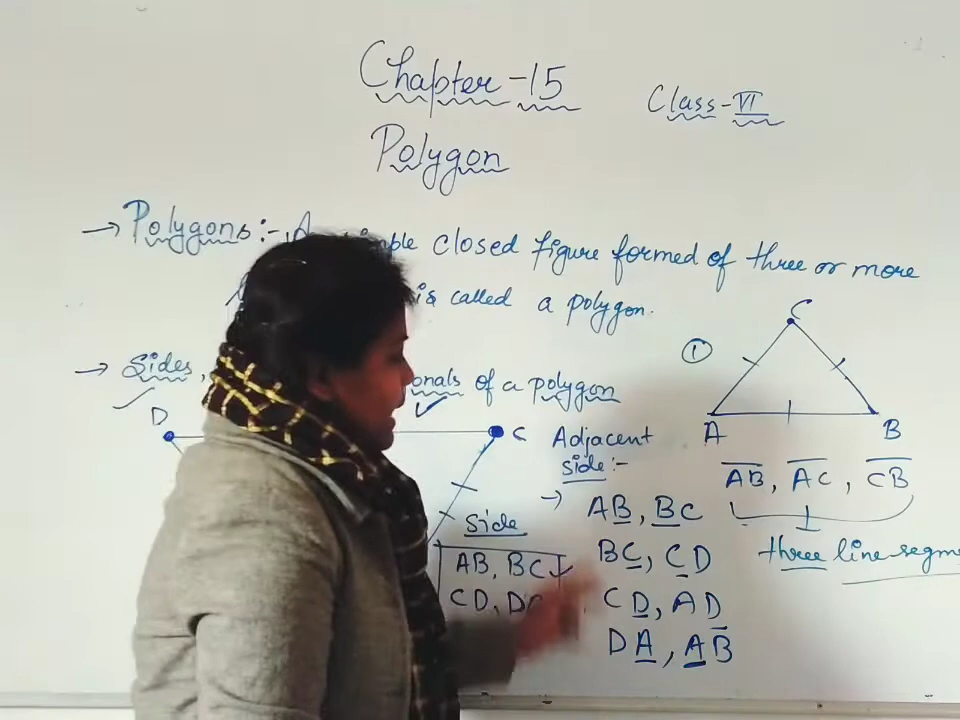 Chapter-15
Class-VI
Polygon
→ Polygons:- A simple closed figure formed of three or more
is called a polygon.
→ Sides, onals of a polygon
①
C
A B
D C
Adjacent
side:-
→ AB, BC
BC, CD
CD, AD
DA, AB
Side
AB, BC
CD, D
AB, AC, CB
three line segm